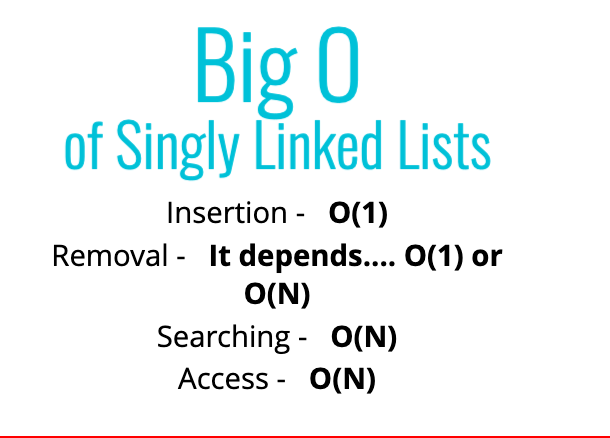 Big O
of Singly Linked Lists
Insertion - O(1)
Removal - It depends.... O(1) or
O(N)
Searching - O(N)
Access - O(N)